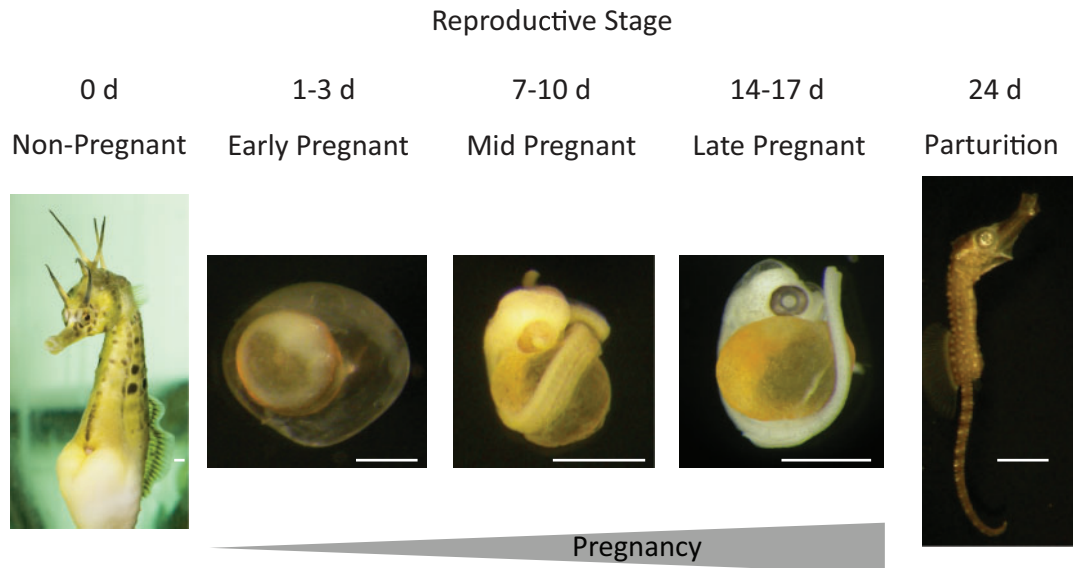 Reproductive Stage
0 d 1-3 d 7-10 d 14-17 d 24 d
Non-Pregnant Early Pregnant Mid Pregnant Late Pregnant Parturition
Pregnancy